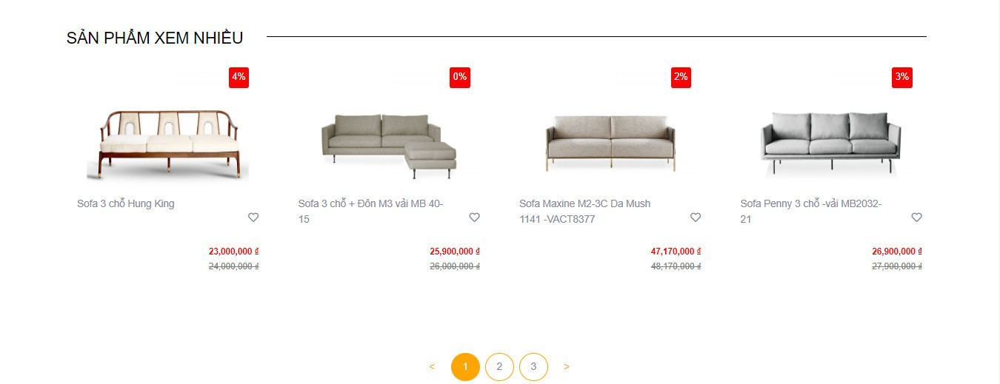 SẢN PHẨM XEM NHIỀU
4%
0%
2%
3%
Sofa 3 chỗ Hung King
Sofa 3 chỗ + Đôn M3 vải MB 40-
15
Sofa Maxine M2-3C Da Mush
1141 -VACT8377
Sofa Penny 3 chỗ -vải MB2032-
21
23,000,000 ₫
24,000,000 ₫
25,900,000 ₫
26,000,000 ₫
47,170,000 ₫
48,170,000 ₫
26,900,000 ₫
27,900,000 ₫
< 1 2 3 >